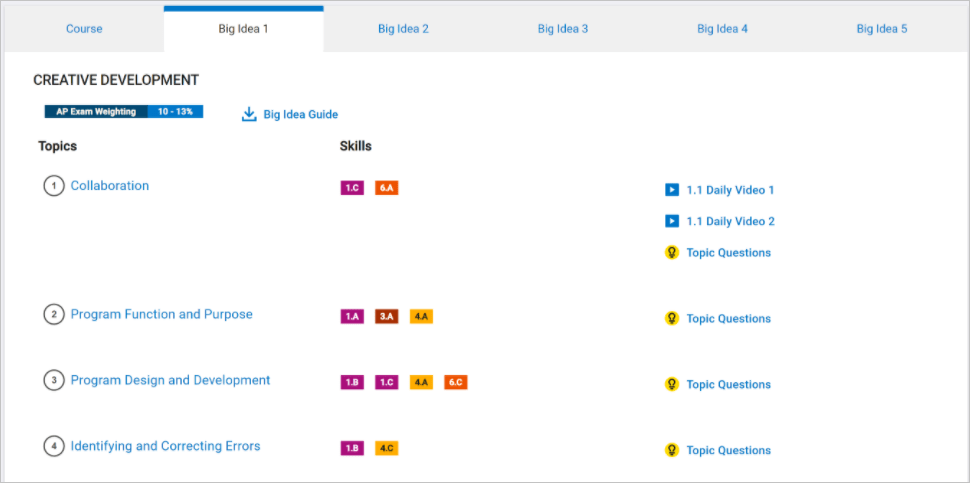 Course Big Idea 1 Big Idea 2 Big Idea 3 Big Idea 4 Big Idea 5
CREATIVE DEVELOPMENT
AP Exam Weighting 10 - 13% Big Idea Guide
Topics Skills
1 Collaboration 1.C 6.A 1.1 Daily Video 1
1.1 Daily Video 2
Topic Questions
2 Program Function and Purpose 1.A 3.A 4.A Topic Questions
3 Program Design and Development 1.B 1.C 4.A 6.C Topic Questions
4 Identifying and Correcting Errors 1.B 4.C Topic Questions